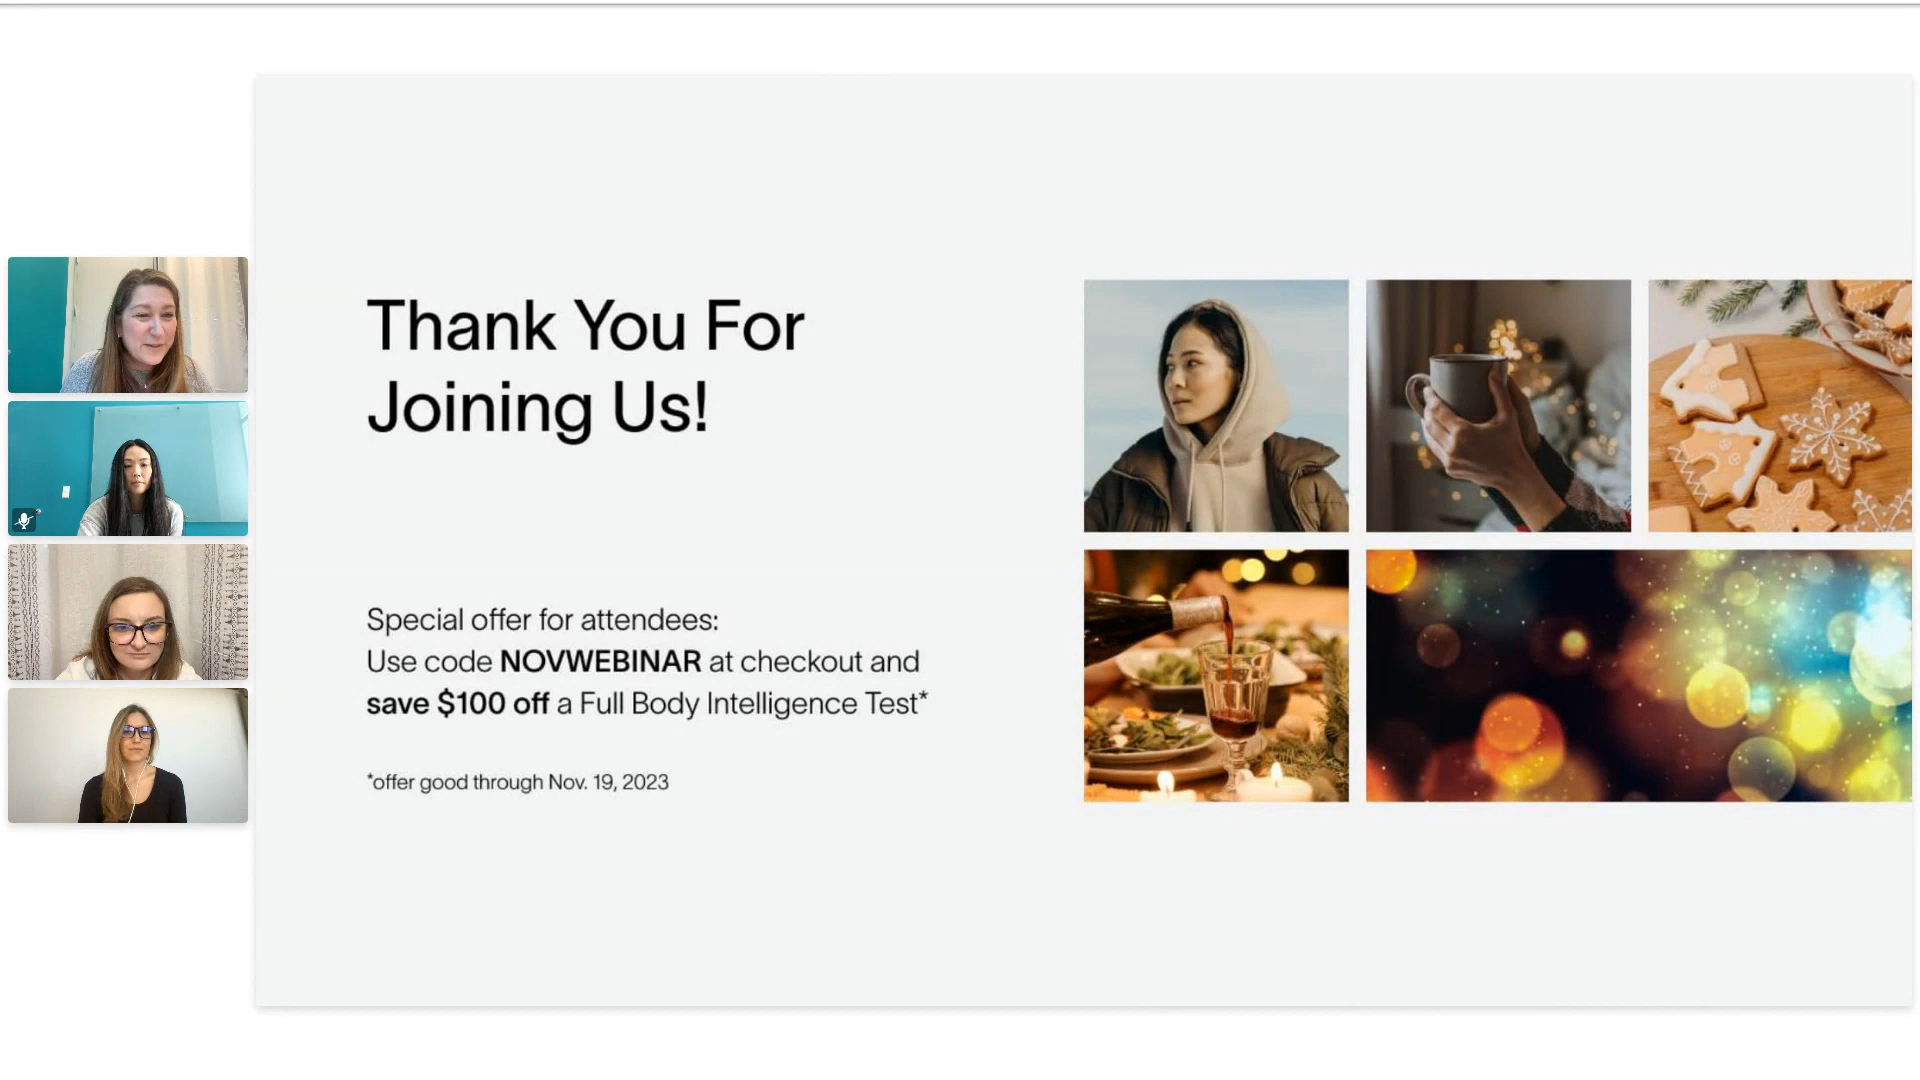 Thank You For
Joining Us!
Special offer for attendees:
Use code NOVWEBINAR at checkout and
save $100 off a Full Body Intelligence Test*
*offer good through Nov. 19, 2023